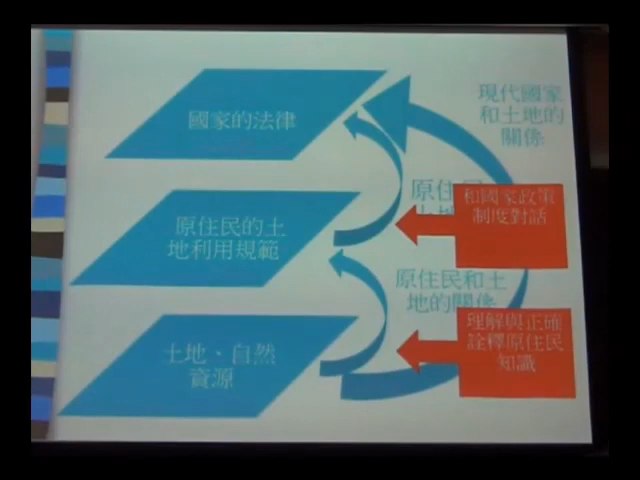 國家的法律
現代國家
和土地的
關係
原住民的土
地利用規範
原住民
和國家政策
制度對話
原住民和土
地的關係
土地、自然
資源
理解與正確
詮釋原住民
知識